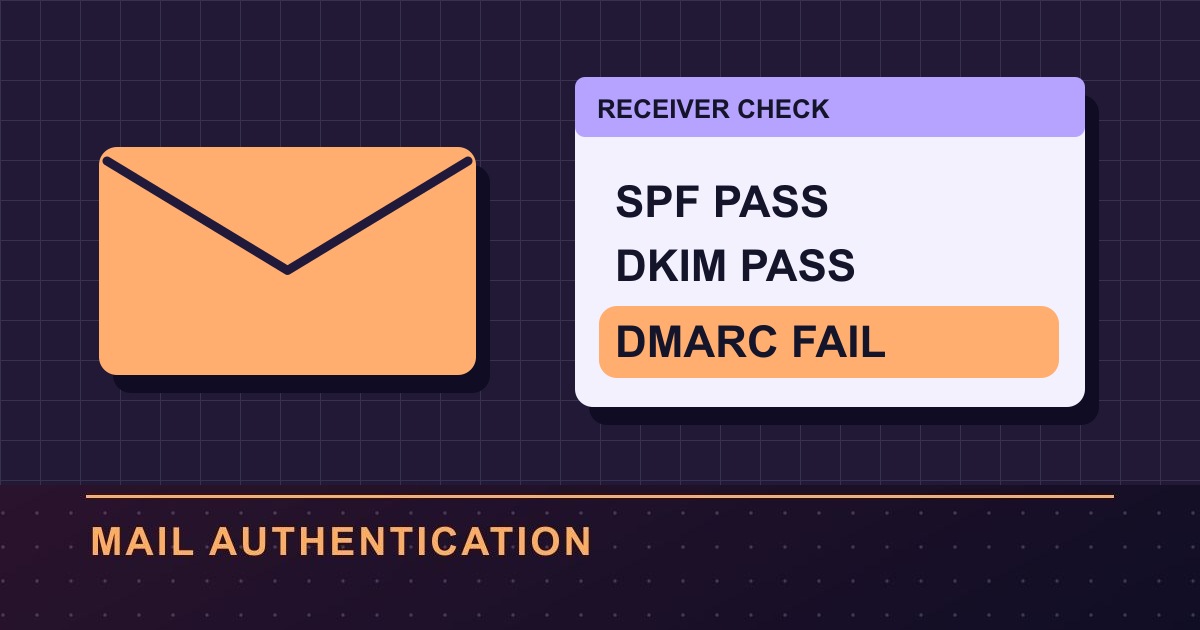 RECEIVER CHECK
SPF PASS
DKIM PASS
DMARC FAIL
MAIL AUTHENTICATION